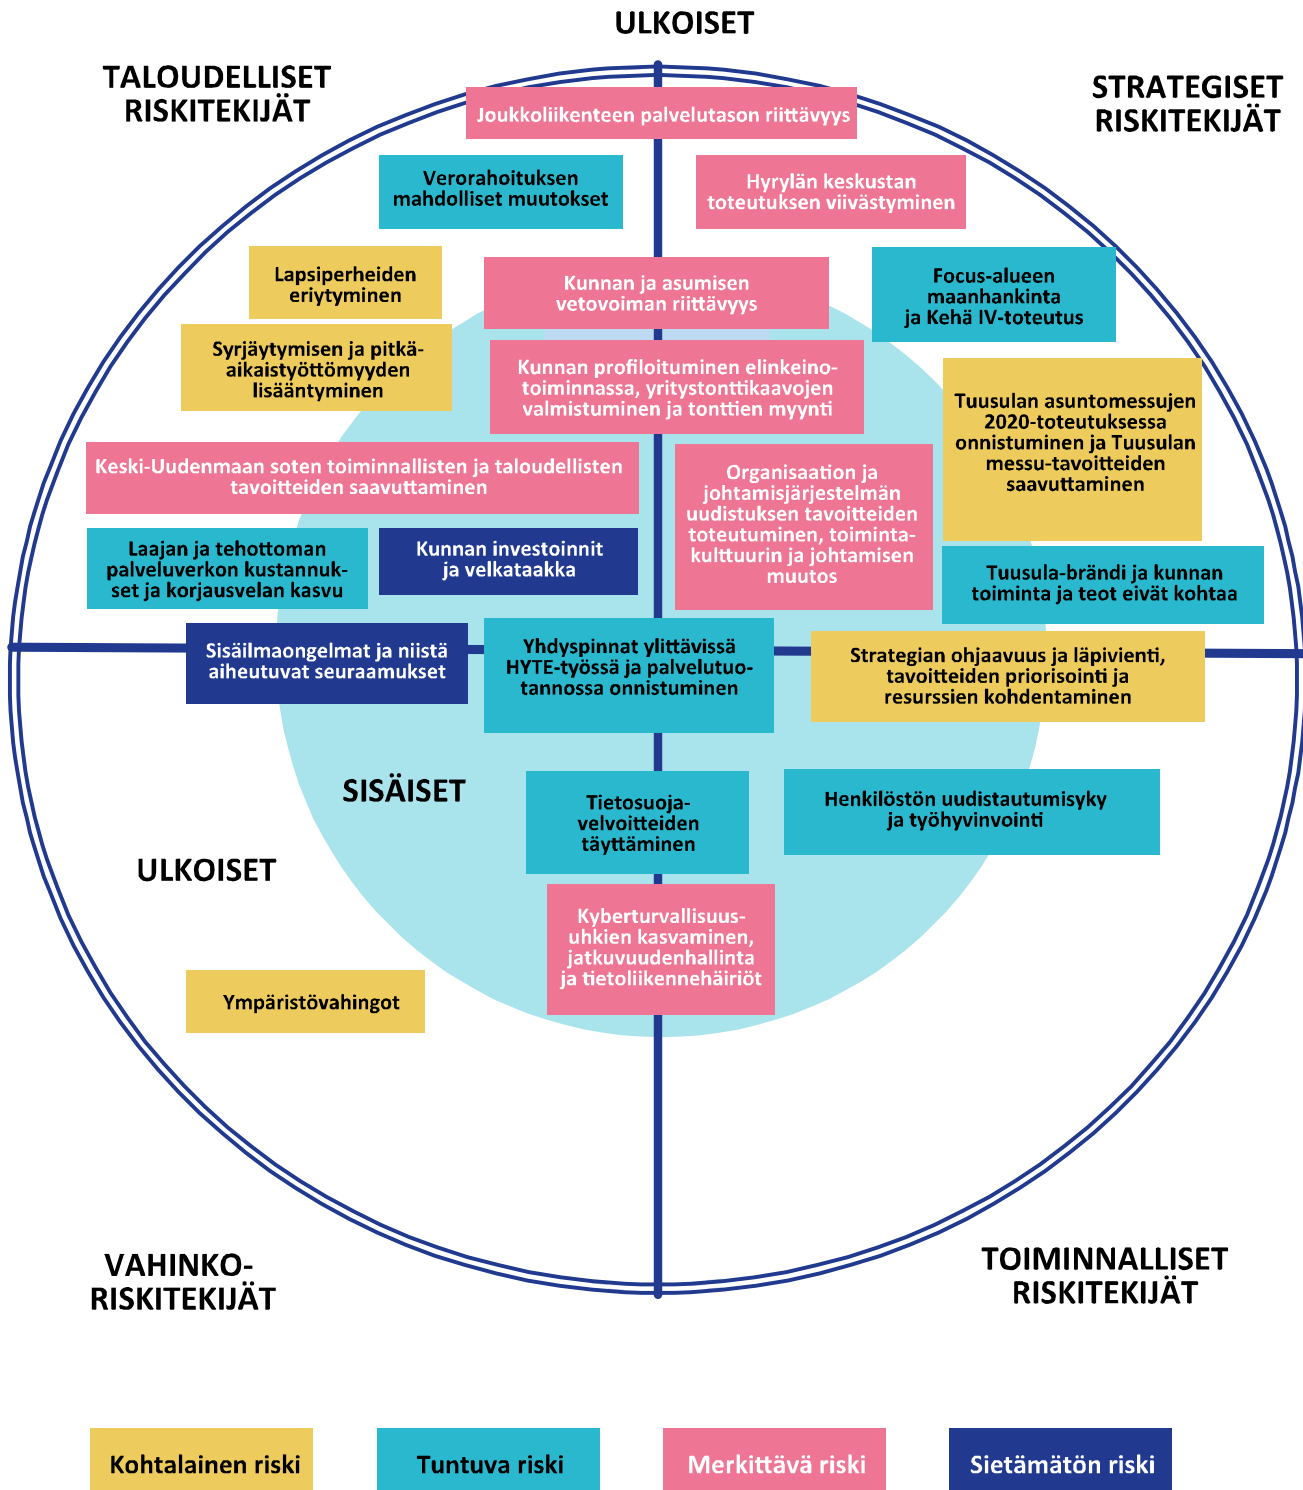 ULKOISET
TALOUDELLISET
RISKITEKIJÄT
STRATEGISET
RISKITEKIJÄT
Joukkoliikenteen palvelutason riittävyys
Verorahoituksen
mahdolliset muutokset
Hyrylän keskustan
toteutuksen viivästyminen
Lapsiperheiden
eriytyminen
Kunnan ja asumisen
vetovoiman riittävyys
Focus-alueen
maanhankinta
ja Kehä IV-toteutus
Syrjäytymisen ja pitkä-
aikaistyöttömyyden
lisääntyminen
Kunnan profiloituminen elinkeino-
toiminnassa, yritystonttikaavojen
valmistuminen ja tonttien myynti
Tuusulan asuntomessujen
2020-toteutuksessa
onnistuminen ja Tuusulan
messu-tavoitteiden
saavuttaminen
Keski-Uudenmaan soten toiminnallisten ja taloudellisten
tavoitteiden saavuttaminen
Organisaation ja
johtamisjärjestelmän
uudistuksen tavoitteiden
toteutuminen, toiminta-
kulttuurin ja johtamisen
muutos
Laajan ja tehottoman
palveluverkon kustannuk-
set ja korjausvelan kasvu
Kunnan investoinnit
ja velkataakka
Tuusula-brändi ja kunnan
toiminta ja teot eivät kohtaa
Sisäilmaongelmat ja niistä
aiheutuvat seuraamukset
Yhdyspinnat ylittävissä
HYTE-työssä ja palvelutuo-
tannossa onnistuminen
Strategian ohjaavuus ja läpivienti,
tavoitteiden priorisointi ja
resurssien kohdentaminen
SISÄISET
Tietosuoja-
velvoitteiden
täyttäminen
Henkilöstön uudistautumisyky
ja työhyvinvointi
ULKOISET
Kyberturvallisuus-
uhkien kasvaminen,
jatkuvuudenhallinta
ja tietoliikennehäiriöt
Ympäristövahingot
VAHINKO-
RISKITEKIJÄT
TOIMINNALLISET
RISKITEKIJÄT
Kohtalainen riski
Tuntuva riski
Merkittävä riski
Sietämätön riski